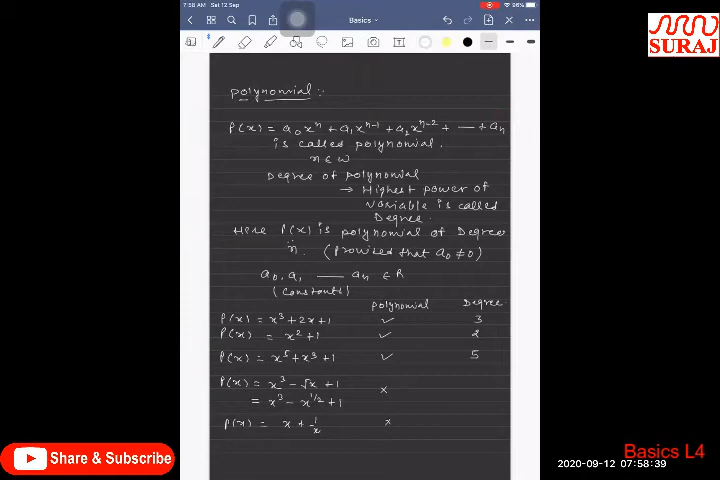 7:58 AM Sat 12 Sep
96%
Basics
SURAJ
polynomial :
P(x) = a₀xⁿ + a₁xⁿ⁻¹ + a₂xⁿ⁻² + — + aₙ
is called polynomial.
n ∈ W
Degree of polynomial
→ Highest power of
variable is called
Degree.
Here P(x) is polynomial of Degree
'n'. (Provided that a₀ ≠ 0)
a₀, a₁ — aₙ ∈ R
(Constants)
polynomial Degree
P(x) = x³ + 2x + 1 ✓ 3
P(x) = x² + 1 ✓ 2
P(x) = x⁵ + x³ + 1 ✓ 5
P(x) = x³ - √x + 1 ×
= x³ - x^1/2 + 1
P(x) = x + 1/x ×
Share & Subscribe
Basics L4
2020-09-12 07:58:39